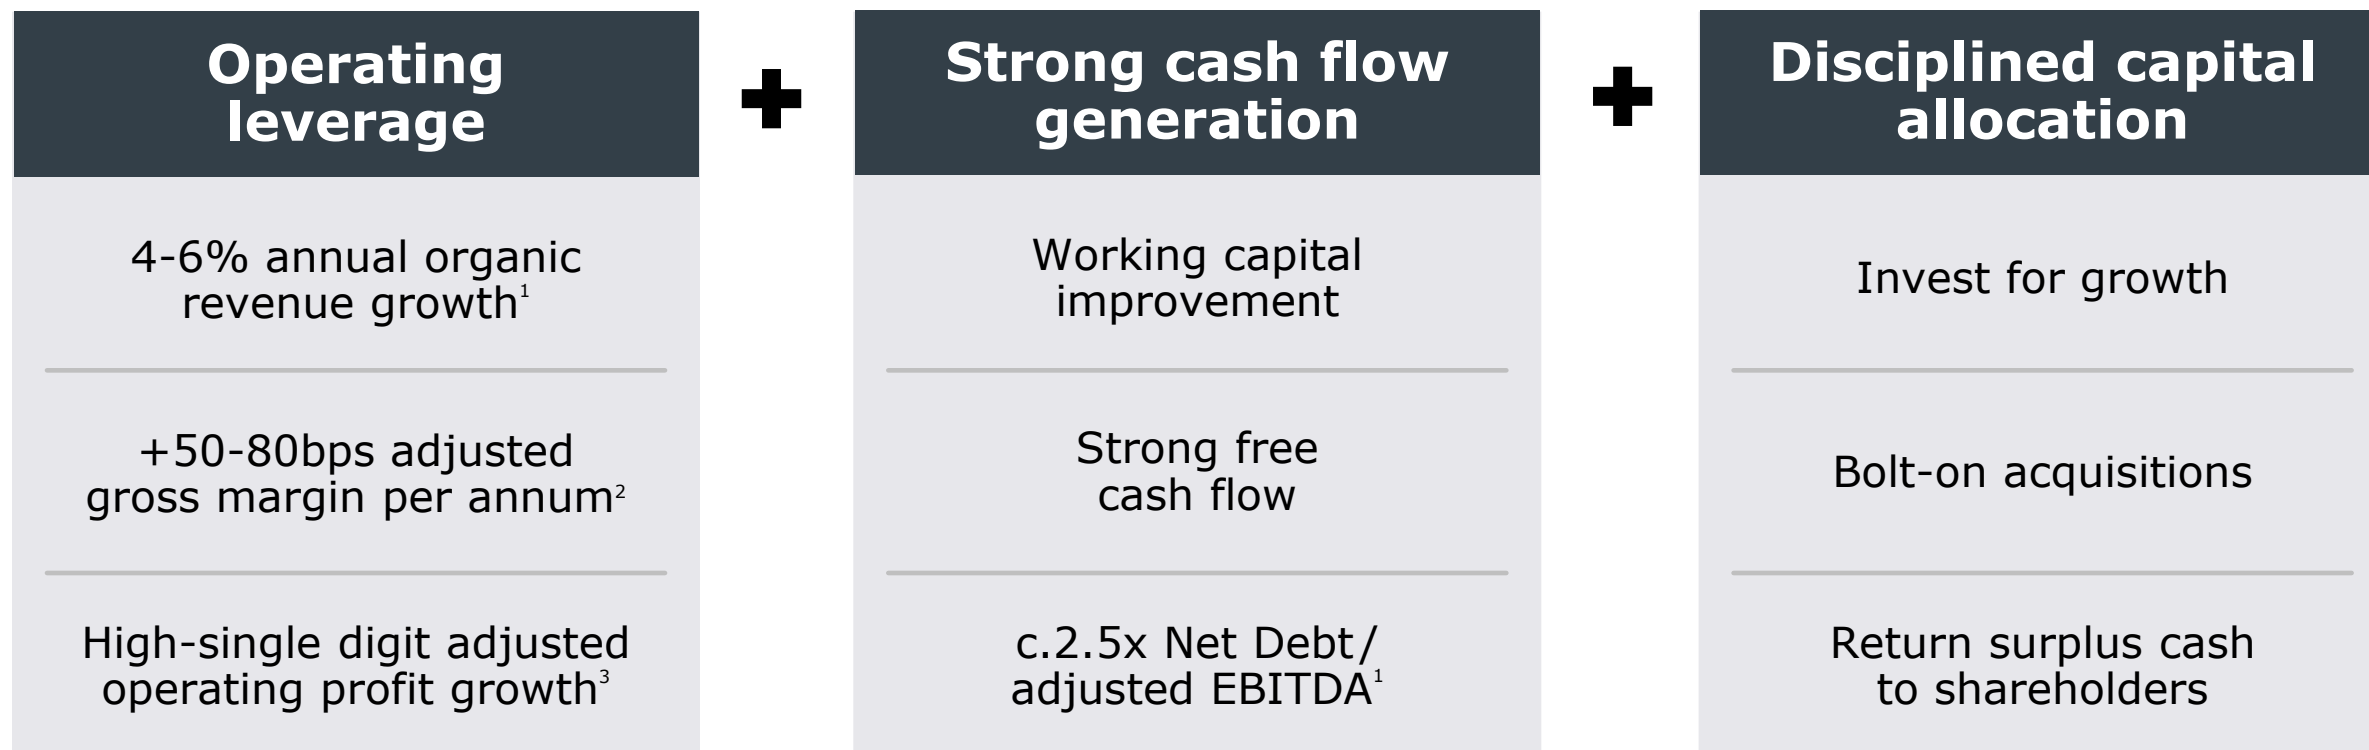 Operating
leverage
4-6% annual organic
revenue growth¹
+50-80bps adjusted
gross margin per annum²
High-single digit adjusted
operating profit growth³
Strong cash flow
generation
Working capital
improvement
Strong free
cash flow
c.2.5x Net Debt/
adjusted EBITDA¹
Disciplined capital
allocation
Invest for growth
Bolt-on acquisitions
Return surplus cash
to shareholders